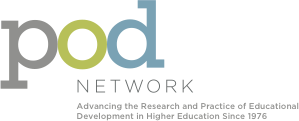 pod
NETWORK
Advancing the Research and Practice of Educational
Development in Higher Education Since 1976